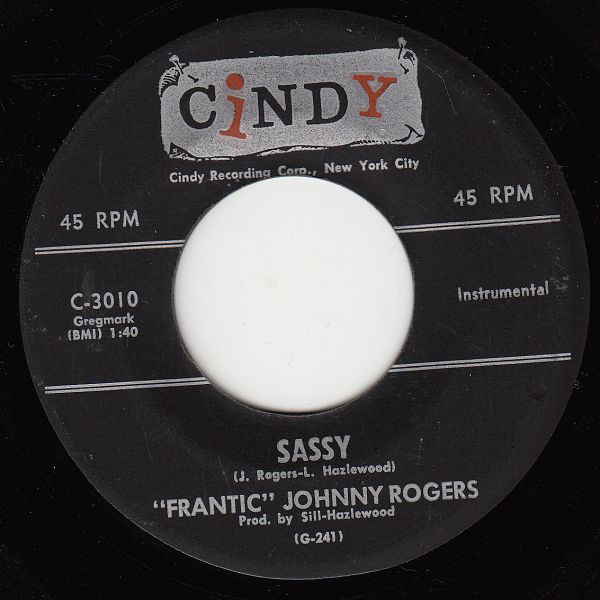 CiNDY
Cindy Recording Corp., New York City
45 RPM
45 RPM
C-3010
Gregmark
(BMI) 1:40
Instrumental
SASSY
(J. Rogers-L. Hazlewood)
"FRANTIC" JOHNNY ROGERS
Prod. by Sill-Hazlewood
(G-241)